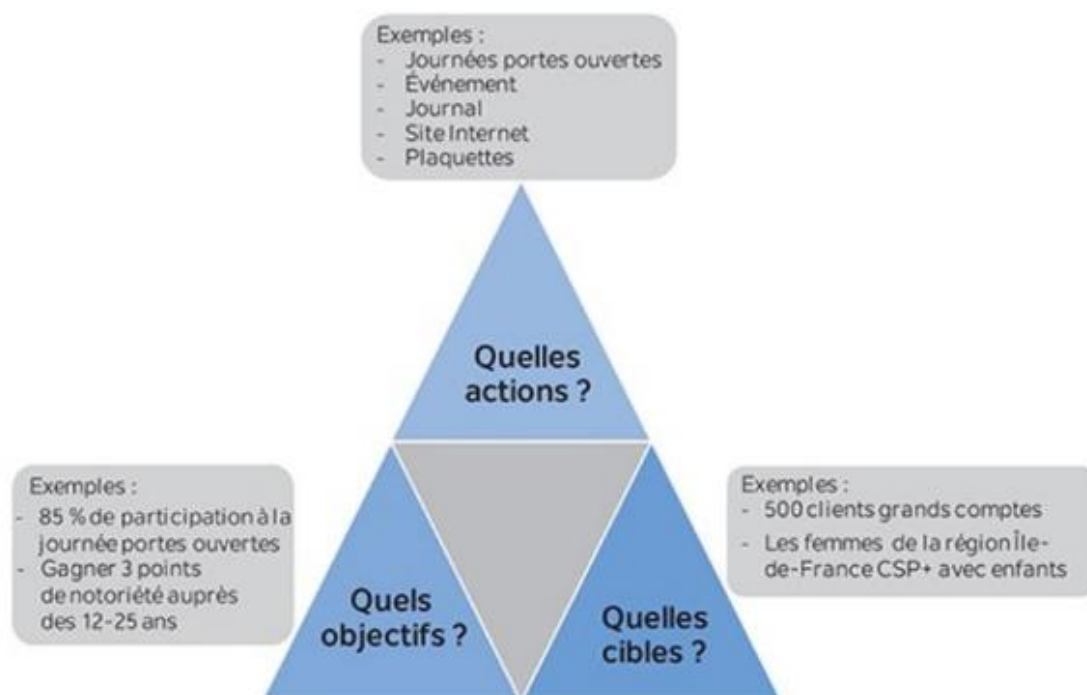 Exemples :
- Journées portes ouvertes
- Événement
- Journal
- Site Internet
- Plaquettes
Quelles
actions ?
Exemples :
- 85 % de participation à la
journée portes ouvertes
- Gagner 3 points
de notoriété auprès
des 12-25 ans
Quels
objectifs ?
Exemples :
- 500 clients grands comptes
- Les femmes de la région Île-
de-France CSP+ avec enfants
Quelles
cibles ?